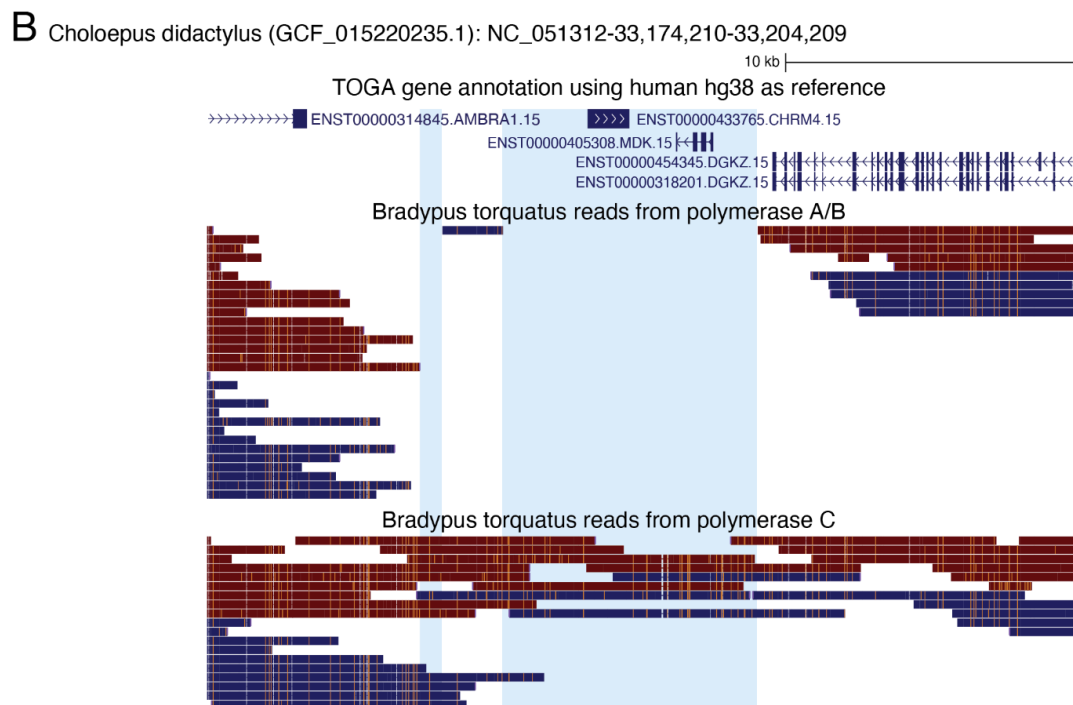 B Choloepus didactylus (GCF_015220235.1): NC_051312-33,174,210-33,204,209
10 kb
TOGA gene annotation using human hg38 as reference
ENST00000314845.AMBRA1.15 ENST00000433765.CHRM4.15
ENST00000405308.MDK.15
ENST00000454345.DGKZ.15
ENST00000318201.DGKZ.15
Bradypus torquatus reads from polymerase A/B
Bradypus torquatus reads from polymerase C